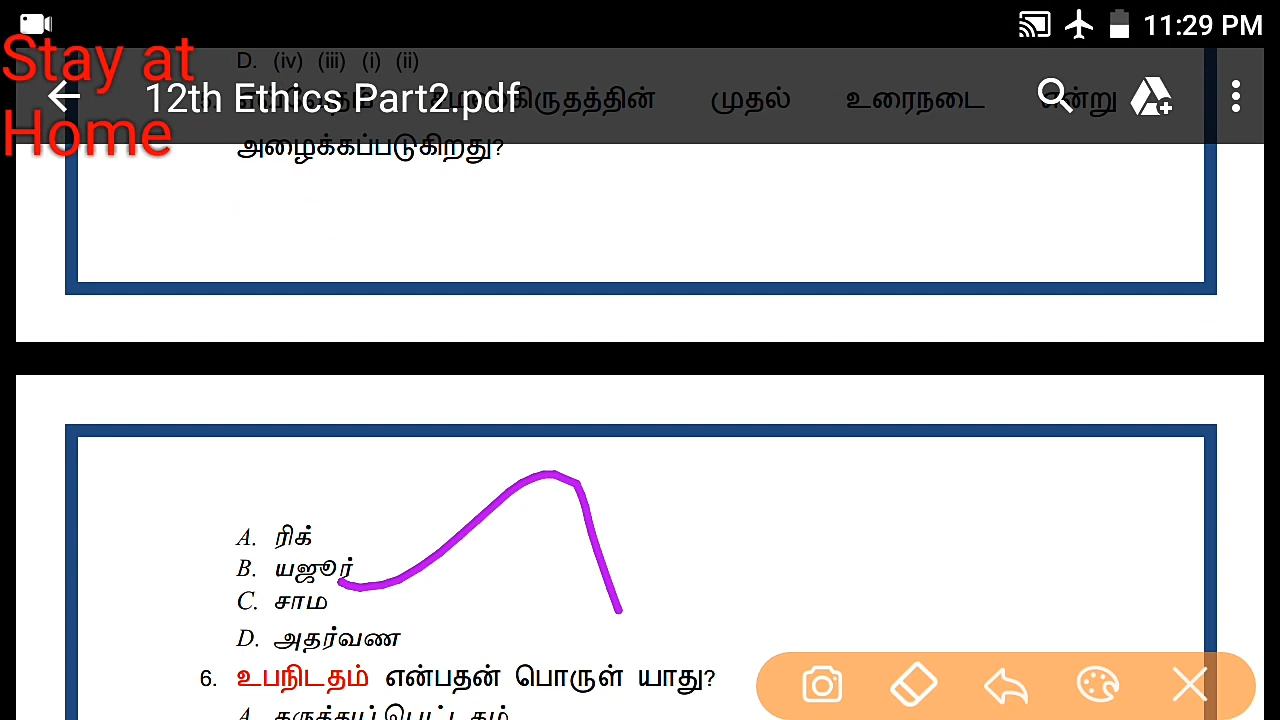 11:29 PM
Stay at
Home
D. (iv) (iii) (i) (ii)
12th Ethics Part2.pdf
முதல் உரைநடை என்று
அழைக்கப்படுகிறது?
A. ரிக்
B. யஜூர்
C. சாம
D. அதர்வண
6. உபநிடதம் என்பதன் பொருள் யாது?
A.